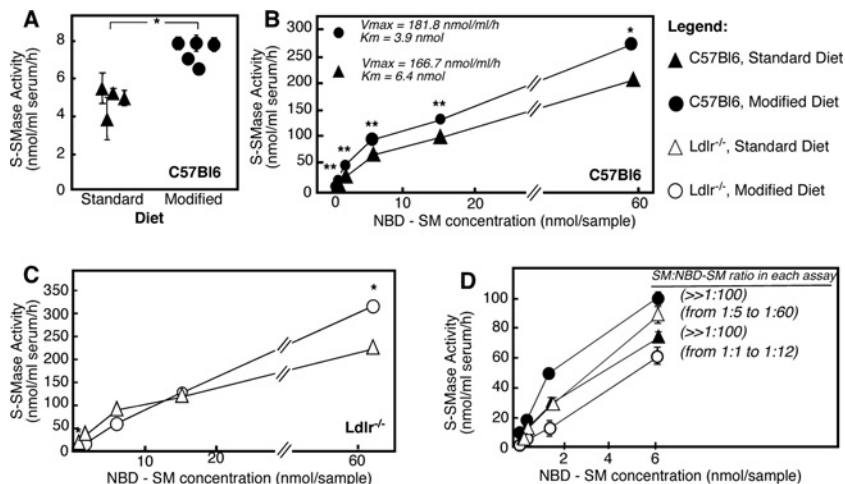 A
*
S-SMase Activity
(nmol/ml serum/h)
8
6
4
2
0
C57Bl6
Standard Modified
Diet
B
Vmax = 181.8 nmol/ml/h
Km = 3.9 nmol
Vmax = 166.7 nmol/ml/h
Km = 6.4 nmol
S-SMase Activity
(nmol/ml serum/h)
300
250
200
150
100
50
0
**
**
**
**
*
C57Bl6
0 10 20 60
NBD - SM concentration (nmol/sample)
Legend:
C57Bl6, Standard Diet
C57Bl6, Modified Diet
Ldlr-/-, Standard Diet
Ldlr-/-, Modified Diet
C
S-SMase Activity
(nmol/ml serum/h)
350
300
250
200
150
100
50
0
*
Ldlr-/-
10 20 60
NBD - SM concentration (nmol/sample)
D
SM:NBD-SM ratio in each assay
(>>1:100)
(from 1:5 to 1:60)
(>>1:100)
(from 1:1 to 1:12)
S-SMase Activity
(nmol/ml serum/h)
100
80
60
40
20
0
2 4 6
NBD - SM concentration (nmol/sample)